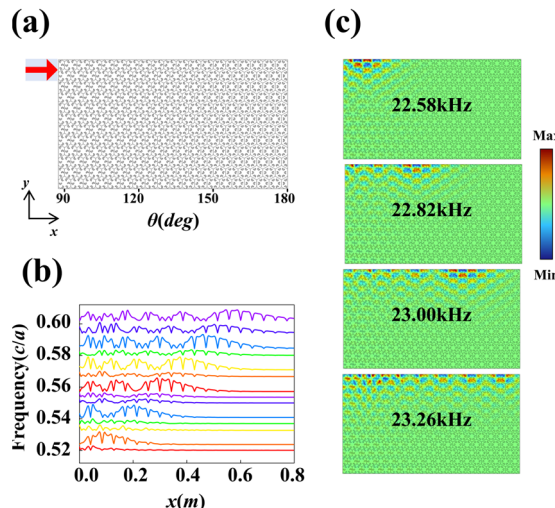 (a)
y
x
90 120 150 180
θ(deg)
(b)
Frequency(c/a)
0.60
0.58
0.56
0.54
0.52
0.0 0.2 0.4 0.6 0.8
x(m)
(c)
22.58kHz
22.82kHz
23.00kHz
23.26kHz
Max
Min